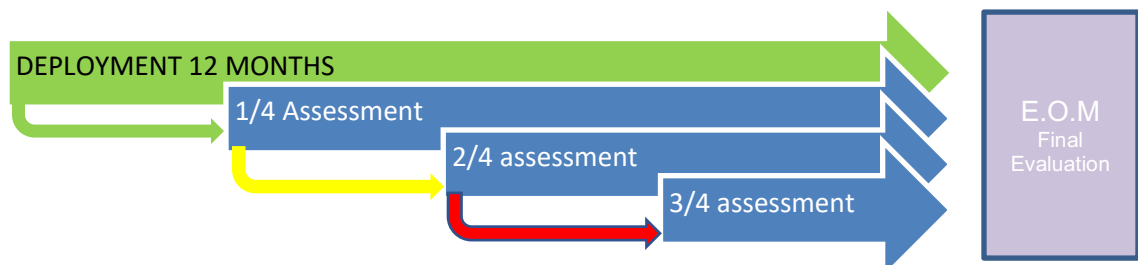 DEPLOYMENT 12 MONTHS
1/4 Assessment
2/4 assessment
3/4 assessment
E.O.M
Final
Evaluation